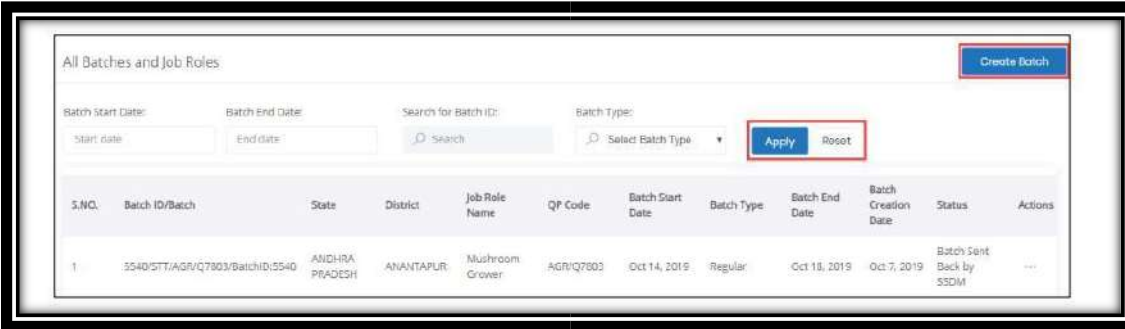 All Batches and Job Roles
Create Batch
Batch Start Date: Batch End Date: Search for Batch ID: Batch Type:
Start date End date Search Select Batch Type Apply Reset
S.NO. Batch ID/Batch State District Job Role Name QP Code Batch Start Date Batch Type Batch End Date Batch Creation Date Status Actions
1 5540/STT/AGR/Q7803/BatchID:5540 ANDHRA PRADESH ANANTAPUR Mushroom Grower AGR/Q7803 Oct 14, 2019 Regular Oct 18, 2019 Oct 7, 2019 Batch Sent Back by SSDM ...